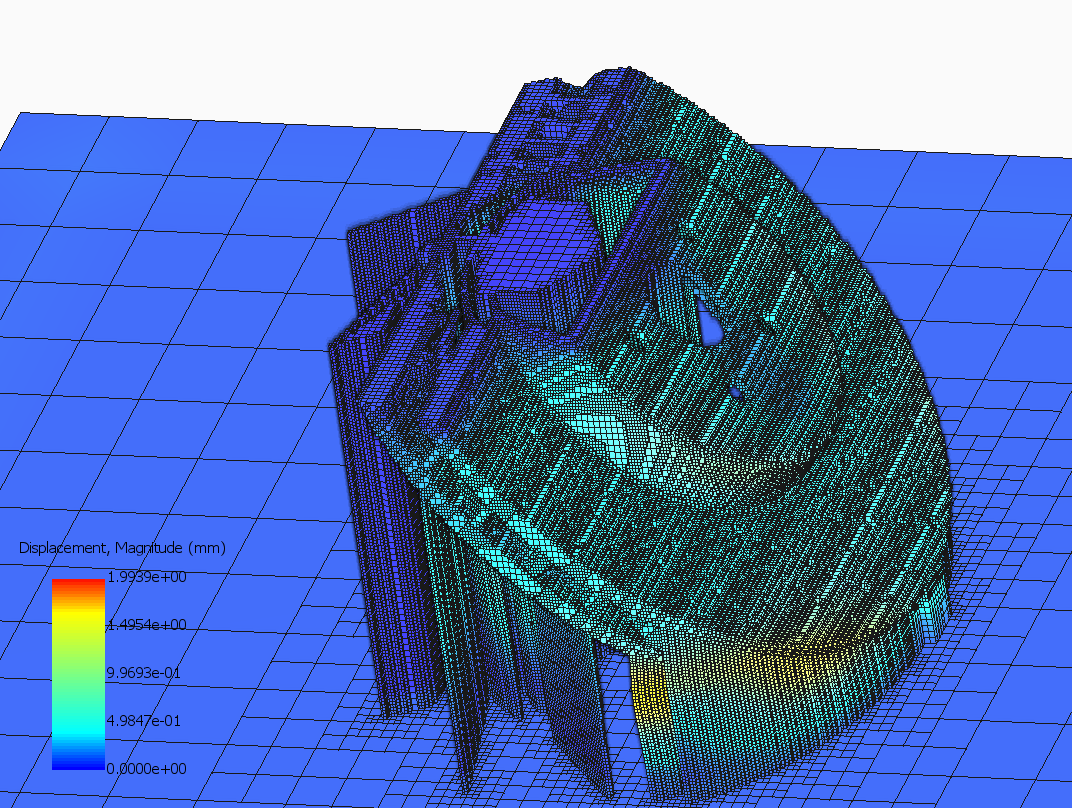 Displacement, Magnitude (mm)
1.9939e+00
1.4954e+00
9.9693e-01
4.9847e-01
0.0000e+00